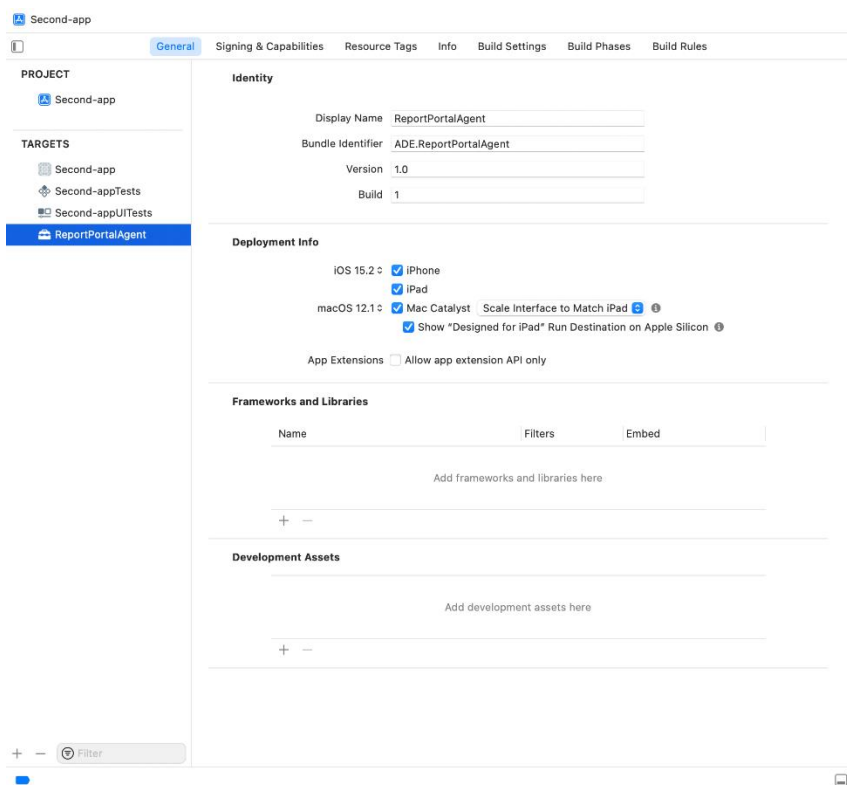 Second-app
General Signing & Capabilities Resource Tags Info Build Settings Build Phases Build Rules
PROJECT
Second-app
TARGETS
Second-app
Second-appTests
Second-appUITests
ReportPortalAgent
Identity
Display Name ReportPortalAgent
Bundle Identifier ADE.ReportPortalAgent
Version 1.0
Build 1
Deployment Info
iOS 15.2 iPhone
iPad
macOS 12.1 Mac Catalyst Scale Interface to Match iPad
Show “Designed for iPad” Run Destination on Apple Silicon
App Extensions Allow app extension API only
Frameworks and Libraries
Name Filters Embed
Add frameworks and libraries here
Development Assets
Add development assets here
Filter